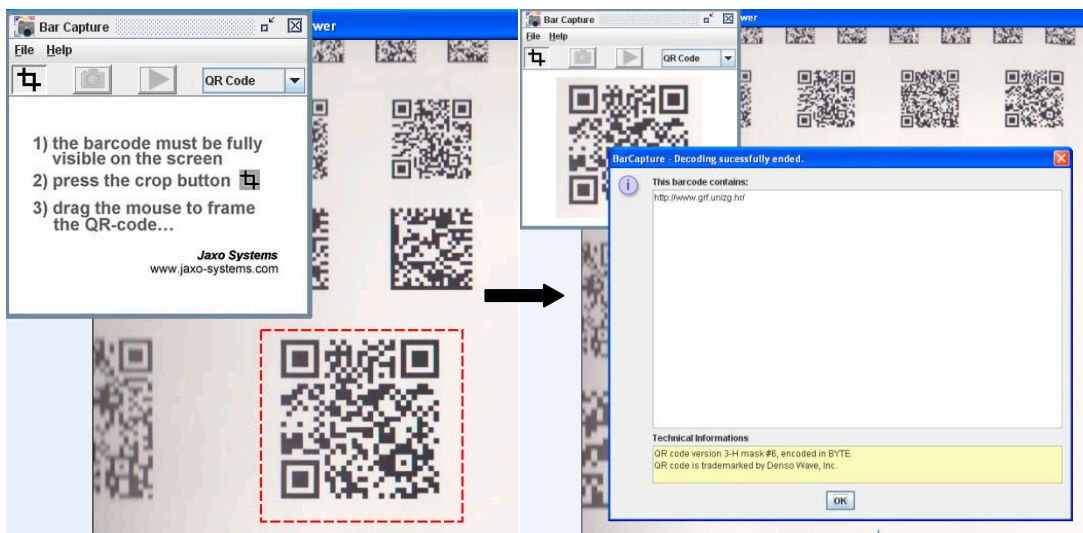 Bar Capture
wer
File Help
QR Code
1) the barcode must be fully
visible on the screen
2) press the crop button
3) drag the mouse to frame
the QR-code...
Jaxo Systems
www.jaxo-systems.com
Bar Capture
wer
File Help
QR Code
BarCapture - Decoding sucessfully ended.
This barcode contains:
http://www.grf.unizg.hr/
Technical Informations
QR code version 3-H mask #6, encoded in BYTE.
QR code is trademarked by Denso Wave, Inc.
OK